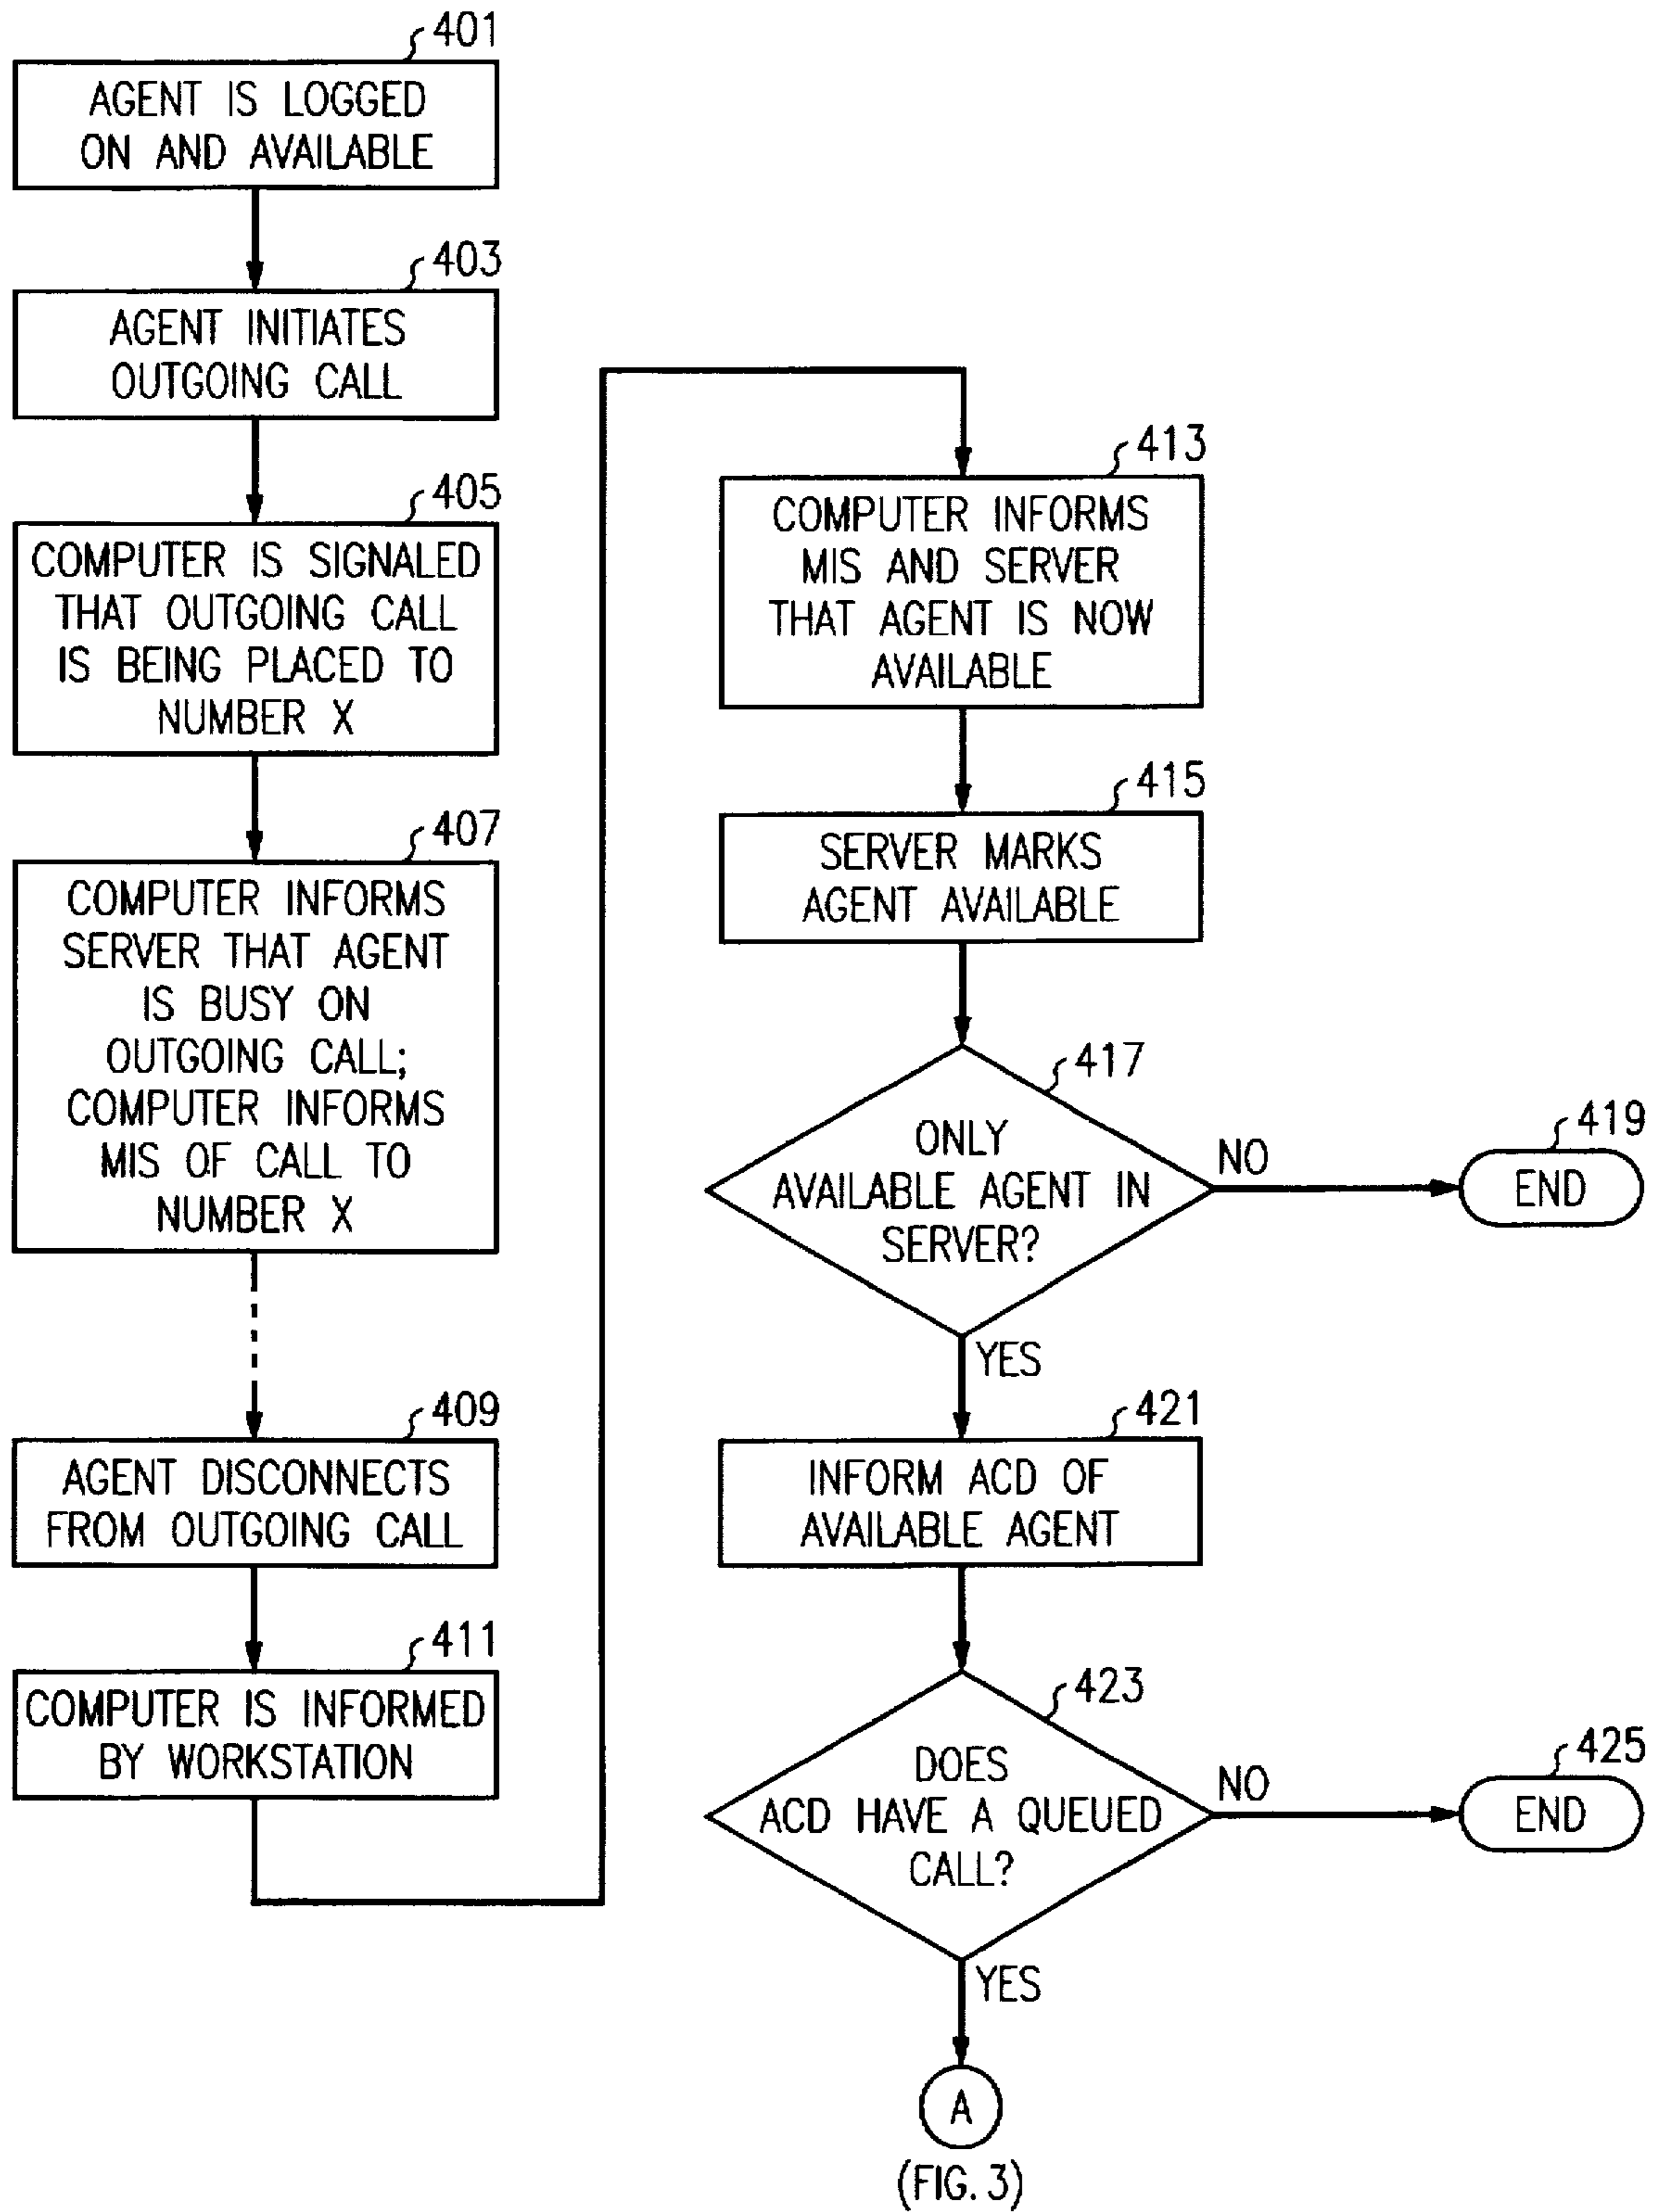 401
AGENT IS LOGGED
ON AND AVAILABLE
403
AGENT INITIATES
OUTGOING CALL
405
COMPUTER IS SIGNALED
THAT OUTGOING CALL
IS BEING PLACED TO
NUMBER X
407
COMPUTER INFORMS
SERVER THAT AGENT
IS BUSY ON
OUTGOING CALL;
COMPUTER INFORMS
MIS OF CALL TO
NUMBER X
409
AGENT DISCONNECTS
FROM OUTGOING CALL
411
COMPUTER IS INFORMED
BY WORKSTATION
413
COMPUTER INFORMS
MIS AND SERVER
THAT AGENT IS NOW
AVAILABLE
415
SERVER MARKS
AGENT AVAILABLE
417
ONLY
AVAILABLE AGENT IN
SERVER?
NO
419
END
YES
421
INFORM ACD OF
AVAILABLE AGENT
423
DOES
ACD HAVE A QUEUED
CALL?
NO
425
END
YES
A
(FIG. 3)